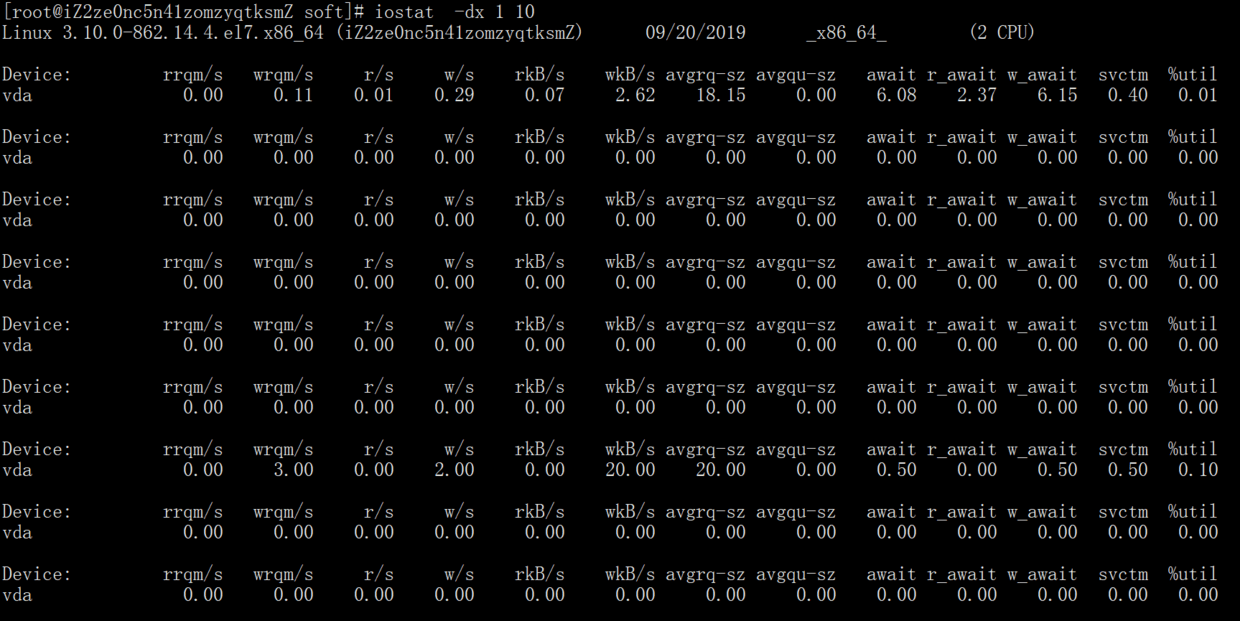 [root@iZ2ze0nc5n41zomzyqtksmZ soft]# iostat  -dx 1 10
Linux 3.10.0-862.14.4.el7.x86_64 (iZ2ze0nc5n41zomzyqtksmZ) 09/20/2019 _x86_64_ (2 CPU)
Device: rrqm/s wrqm/s r/s w/s rkB/s wkB/s avgrq-sz avgqu-sz await r_await w_await svctm %util
vda 0.00 0.11 0.01 0.29 0.07 2.62 18.15 0.00 6.08 2.37 6.15 0.40 0.01
Device: rrqm/s wrqm/s r/s w/s rkB/s wkB/s avgrq-sz avgqu-sz await r_await w_await svctm %util
vda 0.00 0.00 0.00 0.00 0.00 0.00 0.00 0.00 0.00 0.00 0.00 0.00 0.00
Device: rrqm/s wrqm/s r/s w/s rkB/s wkB/s avgrq-sz avgqu-sz await r_await w_await svctm %util
vda 0.00 0.00 0.00 0.00 0.00 0.00 0.00 0.00 0.00 0.00 0.00 0.00 0.00
Device: rrqm/s wrqm/s r/s w/s rkB/s wkB/s avgrq-sz avgqu-sz await r_await w_await svctm %util
vda 0.00 0.00 0.00 0.00 0.00 0.00 0.00 0.00 0.00 0.00 0.00 0.00 0.00
Device: rrqm/s wrqm/s r/s w/s rkB/s wkB/s avgrq-sz avgqu-sz await r_await w_await svctm %util
vda 0.00 0.00 0.00 0.00 0.00 0.00 0.00 0.00 0.00 0.00 0.00 0.00 0.00
Device: rrqm/s wrqm/s r/s w/s rkB/s wkB/s avgrq-sz avgqu-sz await r_await w_await svctm %util
vda 0.00 0.00 0.00 0.00 0.00 0.00 0.00 0.00 0.00 0.00 0.00 0.00 0.00
Device: rrqm/s wrqm/s r/s w/s rkB/s wkB/s avgrq-sz avgqu-sz await r_await w_await svctm %util
vda 0.00 3.00 0.00 2.00 0.00 20.00 20.00 0.00 0.50 0.00 0.50 0.50 0.10
Device: rrqm/s wrqm/s r/s w/s rkB/s wkB/s avgrq-sz avgqu-sz await r_await w_await svctm %util
vda 0.00 0.00 0.00 0.00 0.00 0.00 0.00 0.00 0.00 0.00 0.00 0.00 0.00
Device: rrqm/s wrqm/s r/s w/s rkB/s wkB/s avgrq-sz avgqu-sz await r_await w_await svctm %util
vda 0.00 0.00 0.00 0.00 0.00 0.00 0.00 0.00 0.00 0.00 0.00 0.00 0.00